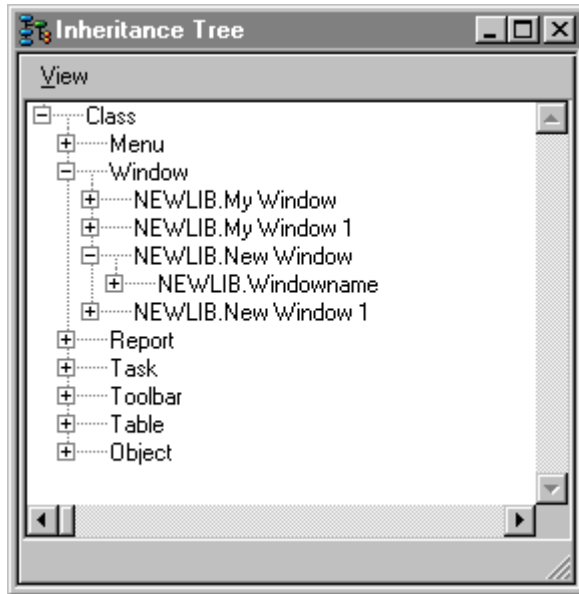 Inheritance Tree
View
Class
Menu
Window
NEWLIB.My Window
NEWLIB.My Window 1
NEWLIB.New Window
NEWLIB.Windowname
NEWLIB.New Window 1
Report
Task
Toolbar
Table
Object